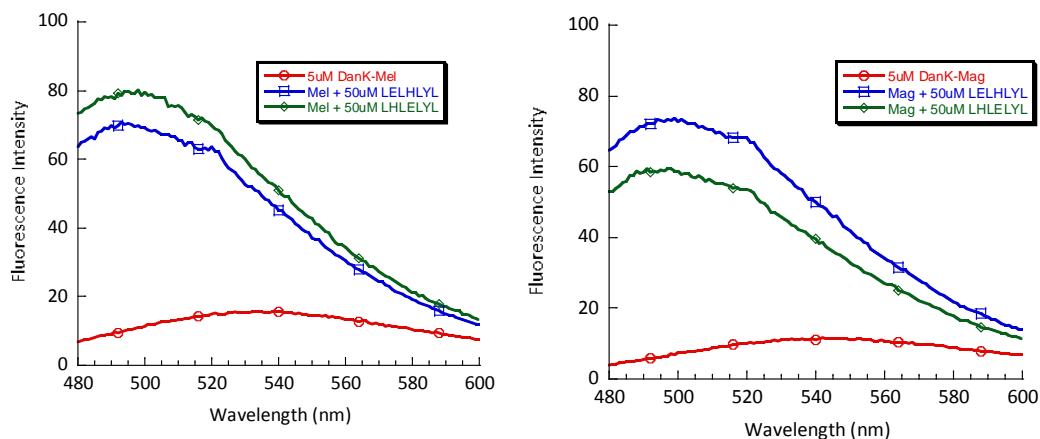 100
80
60
40
20
0
Fluorescence Intensity
5uM DanK-Mel
Mel + 50uM LELHLYL
Mel + 50uM LHLELYL
480 500 520 540 560 580 600
Wavelength (nm)
100
80
60
40
20
0
Fluorescence Intensity
5uM DanK-Mag
Mag + 50uM LELHLYL
Mag + 50uM LHLELYL
480 500 520 540 560 580 600
Wavelength (nm)